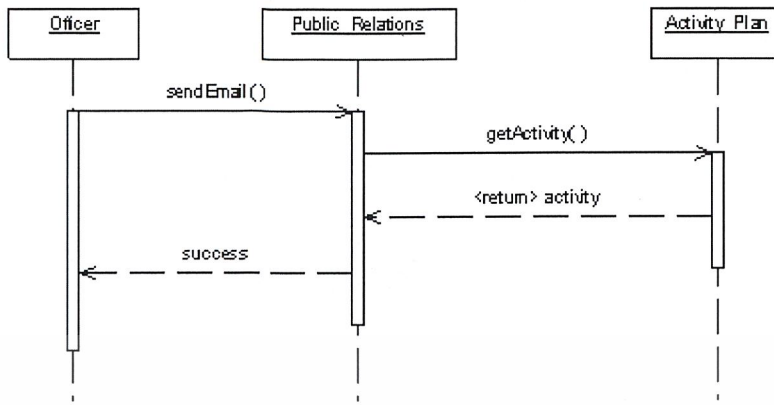 Officer
Public Relations
Activity Plan
sendEmail()
getActivity()
<return> activity
success